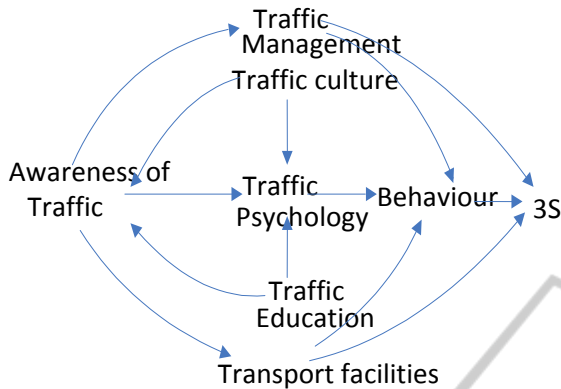 Traffic
Management
Traffic culture
Awareness of
Traffic
Traffic
Psychology
Behaviour
3S
Traffic
Education
Transport facilities